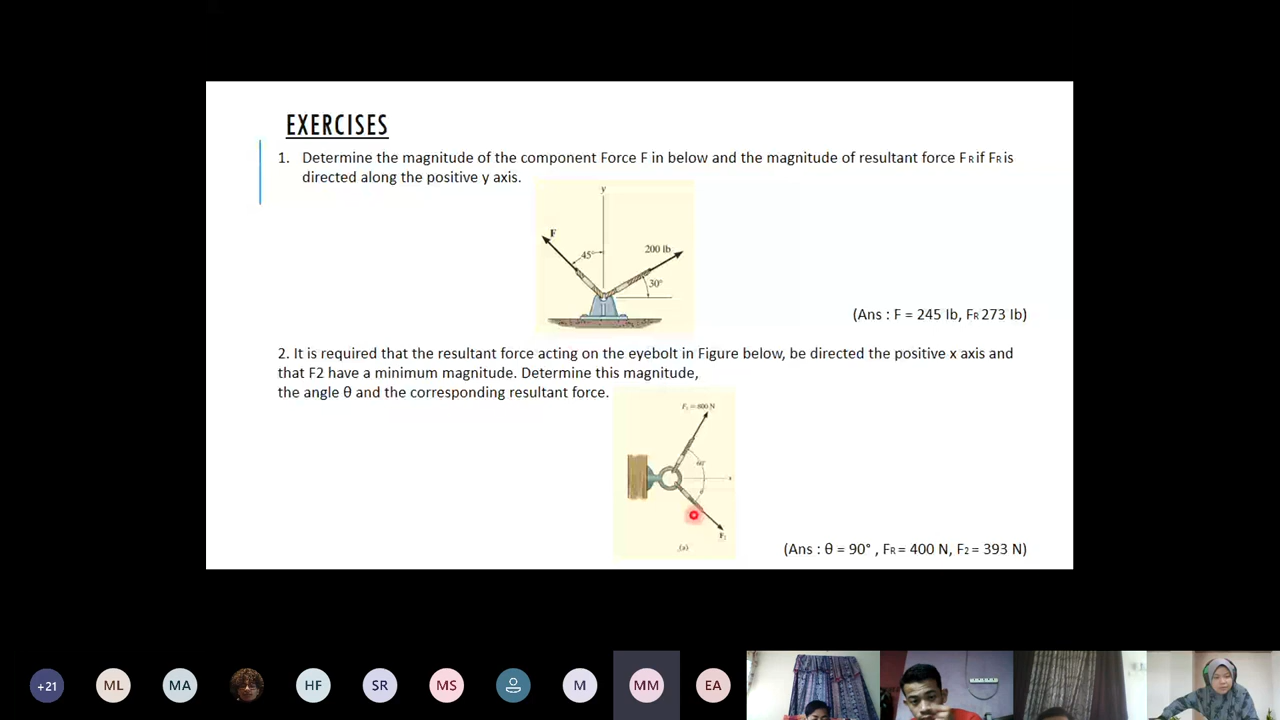 EXERCISES
1. Determine the magnitude of the component Force F in below and the magnitude of resultant force FR if FR is
directed along the positive y axis.
y
F
45°
200 lb
30°
(Ans : F = 245 lb, FR 273 lb)
2. It is required that the resultant force acting on the eyebolt in Figure below, be directed the positive x axis and
that F2 have a minimum magnitude. Determine this magnitude,
the angle θ and the corresponding resultant force.
F₁ = 800 N
60°
x
F₂
(a)
(Ans : θ = 90° , FR = 400 N, F2 = 393 N)
+21 ML MA HF SR MS M MM EA